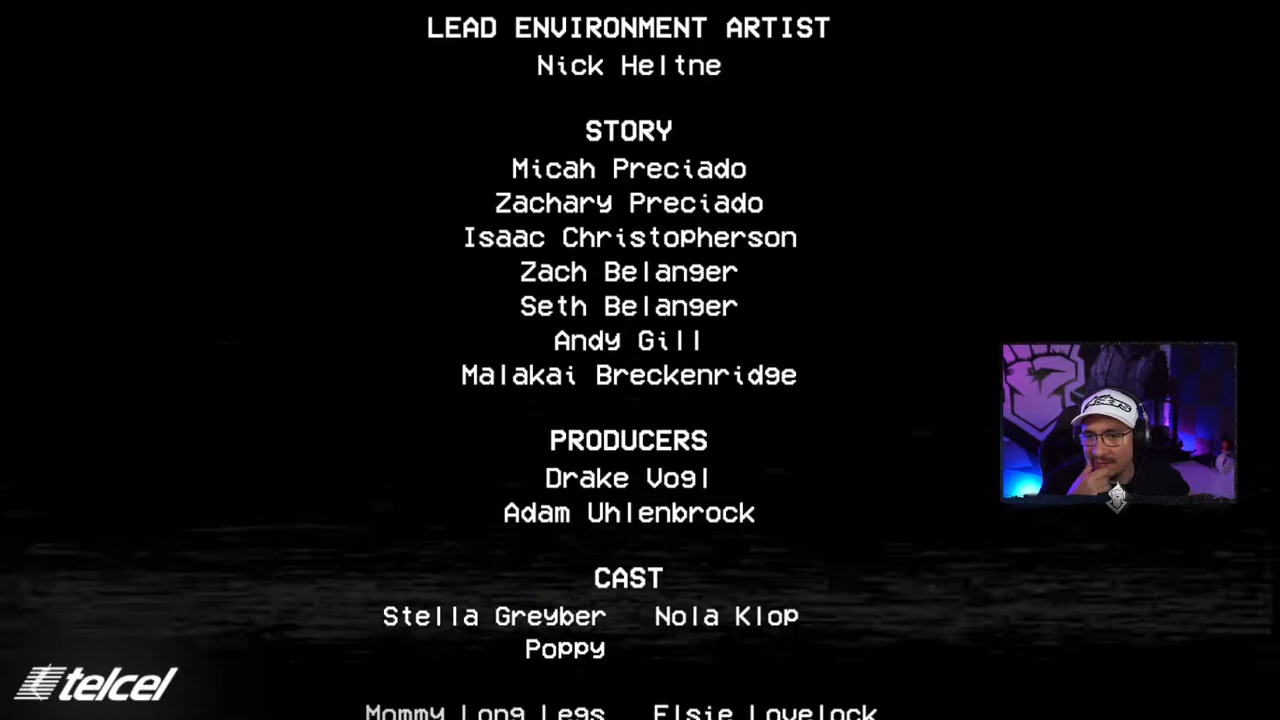 LEAD ENVIRONMENT ARTIST
Nick Heltne
STORY
Micah Preciado
Zachary Preciado
Isaac Christopherson
Zach Belanger
Seth Belanger
Andy Gill
Malakai Breckenridge
PRODUCERS
Drake Vogl
Adam Uhlenbrock
CAST
Stella Greyber Nola Klop
Poppy
Mommy Long Legs Elsie Lovelock
telcel